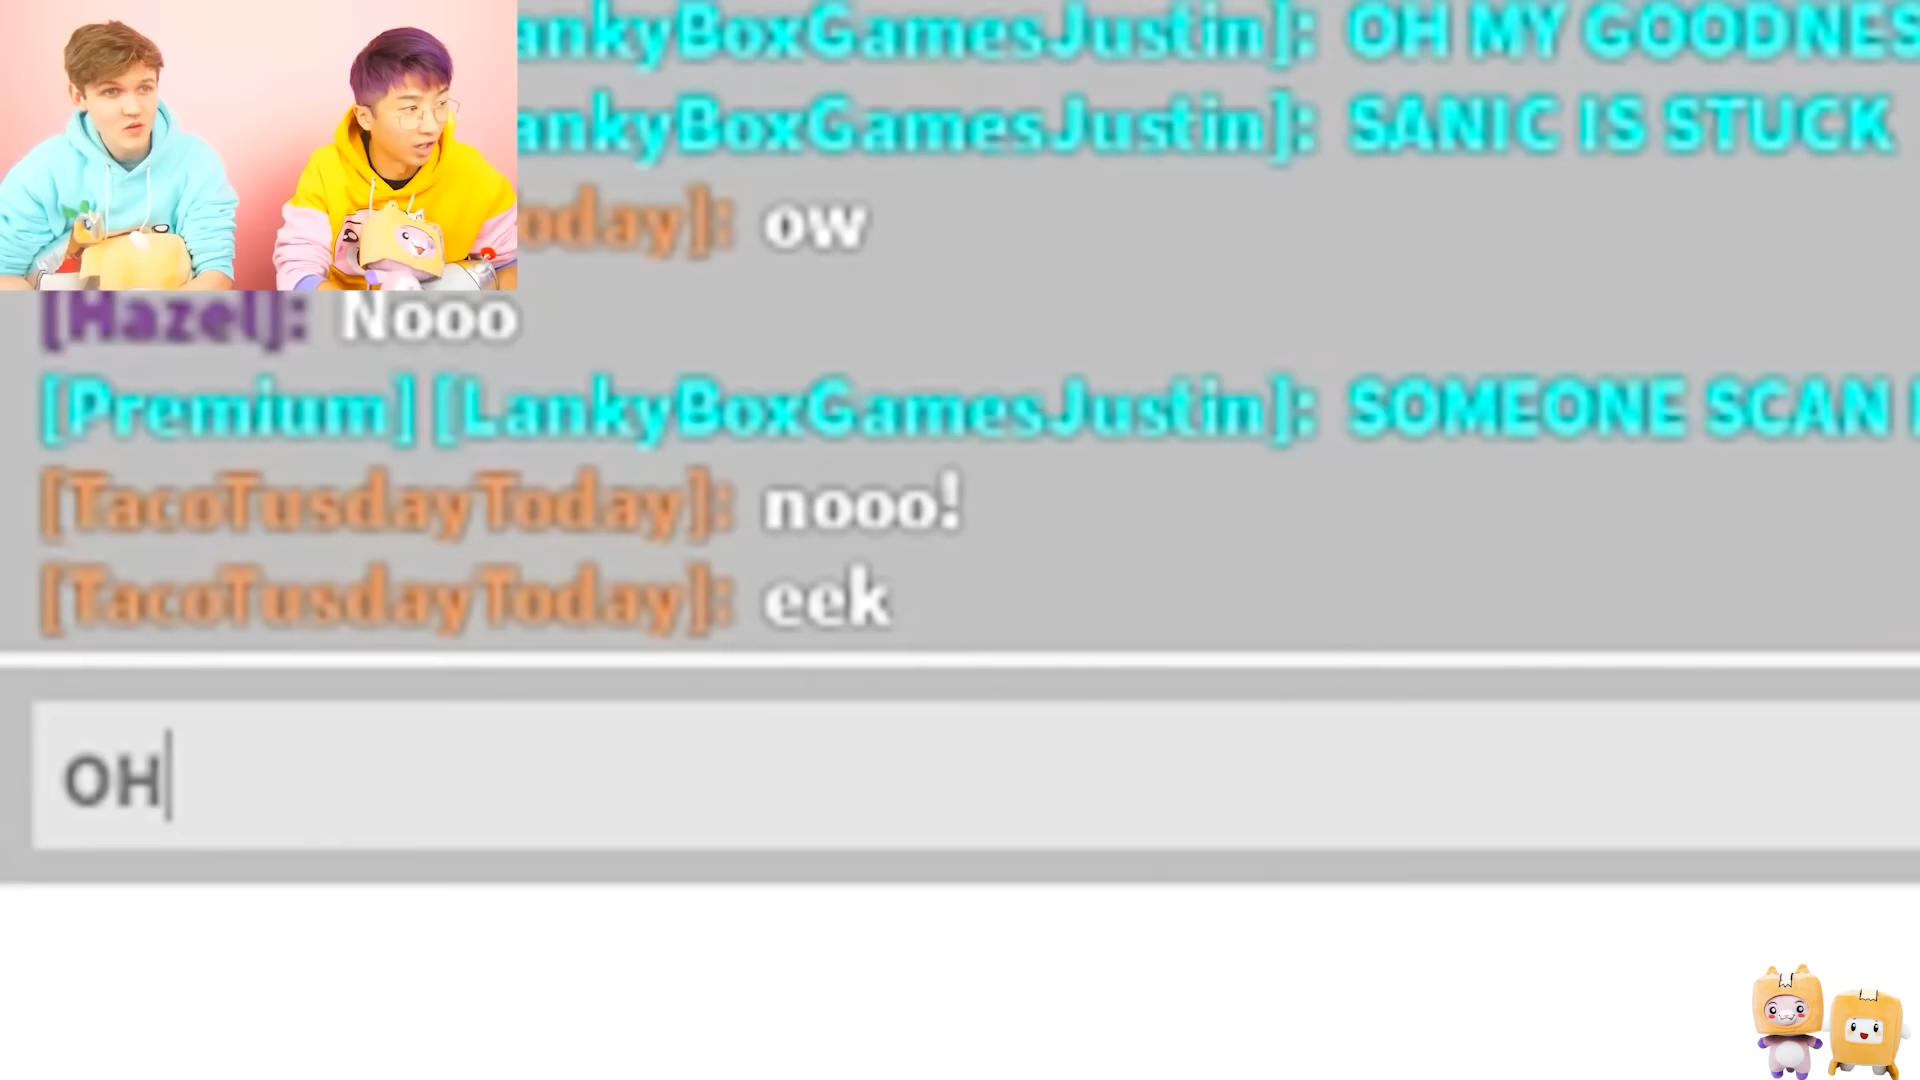 ankyBoxGamesJustin]: OH MY GOODNES
ankyBoxGamesJustin]: SANIC IS STUCK
oday]: ow
[Hazel]: Nooo
[Premium] [LankyBoxGamesJustin]: SOMEONE SCAN
[TacoTusdayToday]: nooo!
[TacoTusdayToday]: eek
OH